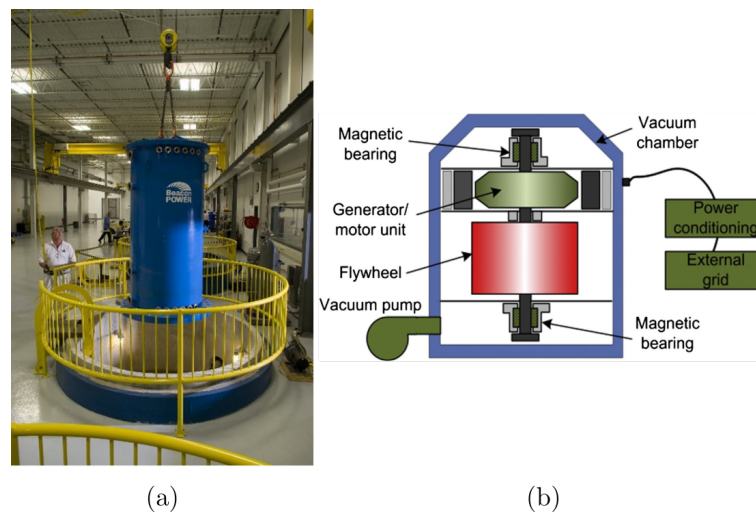 Beacon
POWER
Magnetic
bearing
Vacuum
chamber
Generator/
motor unit
Power
conditioning
External
grid
Flywheel
Vacuum pump
Magnetic
bearing
(a)
(b)